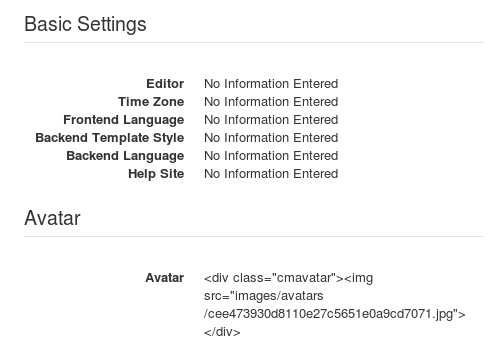 Basic Settings
Editor No Information Entered
Time Zone No Information Entered
Frontend Language No Information Entered
Backend Template Style No Information Entered
Backend Language No Information Entered
Help Site No Information Entered
Avatar
Avatar <div class="cmavatar"><img
src="images/avatars
/cee473930d8110e27c5651e0a9cd7071.jpg">
</div>